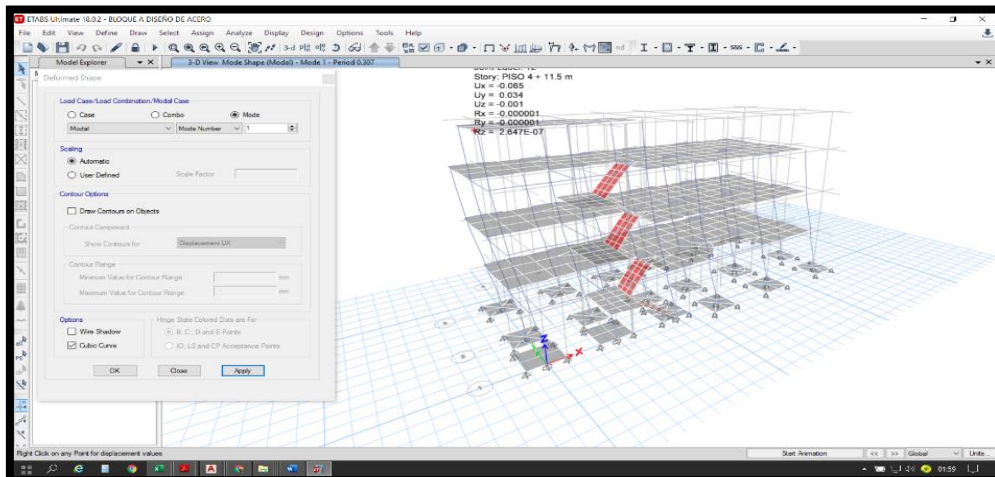 ETABS Ultimate 18.0.2 - BLOQUE A DISEÑO DE ACERO
File Edit View Define Draw Select Assign Analyze Display Design Options Tools Help
3-d
nd
Model Explorer
3-D View Mode Shape (Modal) - Mode 1 - Period 0.307
Deformed Shape
Load Case/Load Combination/Modal Case
Case Combo Mode
Modal Mode Number 1
Scaling
Automatic
User Defined Scale Factor
Contour Options
Draw Contours on Objects
Contour Component
Show Contours for Displacement UX
Contour Range
Minimum Value for Contour Range mm
Maximum Value for Contour Range mm
Options
Wire Shadow
Cubic Curve
Hinge State Colored Dots are For
B, C, D and E Points
IO, LS and CP Acceptance Points
OK Close Apply
Story: PISO 4 + 11.5 m
Ux = -0.065
Uy = 0.034
Uz = -0.001
Rx = -0.000001
Ry = -0.000001
Rz = 2.647E-07
Z
X
Right Click on any Point for displacement values
Start Animation << >> Global Units...
01:59